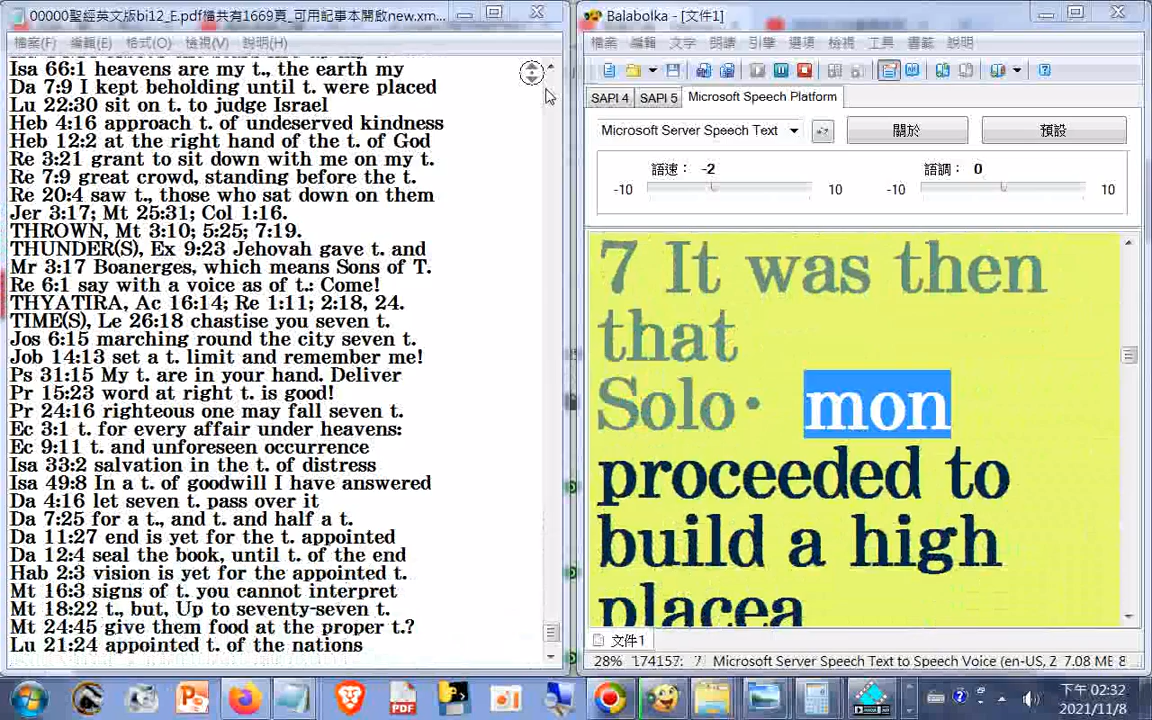 00000聖經英文版bi12_E.pdf檔共有1669頁_可用記事本開啟new.xm...
檔案(F) 編輯(E) 格式(O) 檢視(V) 說明(H)
Isa 66:1 heavens are my t., the earth my
Da 7:9 I kept beholding until t. were placed
Lu 22:30 sit on t. to judge Israel
Heb 4:16 approach t. of undeserved kindness
Heb 12:2 at the right hand of the t. of God
Re 3:21 grant to sit down with me on my t.
Re 7:9 great crowd, standing before the t.
Re 20:4 saw t., those who sat down on them
Jer 3:17; Mt 25:31; Col 1:16.
THROWN, Mt 3:10; 5:25; 7:19.
THUNDER(S), Ex 9:23 Jehovah gave t. and
Mr 3:17 Boanerges, which means Sons of T.
Re 6:1 say with a voice as of t.: Come!
THYATIRA, Ac 16:14; Re 1:11; 2:18, 24.
TIME(S), Le 26:18 chastise you seven t.
Jos 6:15 marching round the city seven t.
Job 14:13 set a t. limit and remember me!
Ps 31:15 My t. are in your hand. Deliver
Pr 15:23 word at right t. is good!
Pr 24:16 righteous one may fall seven t.
Ec 3:1 t. for every affair under heavens:
Ec 9:11 t. and unforeseen occurrence
Isa 33:2 salvation in the t. of distress
Isa 49:8 In a t. of goodwill I have answered
Da 4:16 let seven t. pass over it
Da 7:25 for a t., and t. and half a t.
Da 11:27 end is yet for the t. appointed
Da 12:4 seal the book, until t. of the end
Hab 2:3 vision is yet for the appointed t.
Mt 16:3 signs of t. you cannot interpret
Mt 18:22 t., but, Up to seventy-seven t.
Mt 24:45 give them food at the proper t.?
Lu 21:24 appointed t. of the nations
Balabolka - [文件1]
檔案 編輯 文字 朗讀 引擎 選項 檢視 工具 書籤 說明
SAPI 4 SAPI 5 Microsoft Speech Platform
Microsoft Server Speech Text 關於 預設
語速： -2 語調： 0
-10 10 -10 10
7 It was then
that
Solo· mon
proceeded to
build a high
placea
文件1
28% 174157: 7 Microsoft Server Speech Text to Speech Voice (en-US, Z 7.08 MB 8
PDF
下午 02:32
2021/11/8